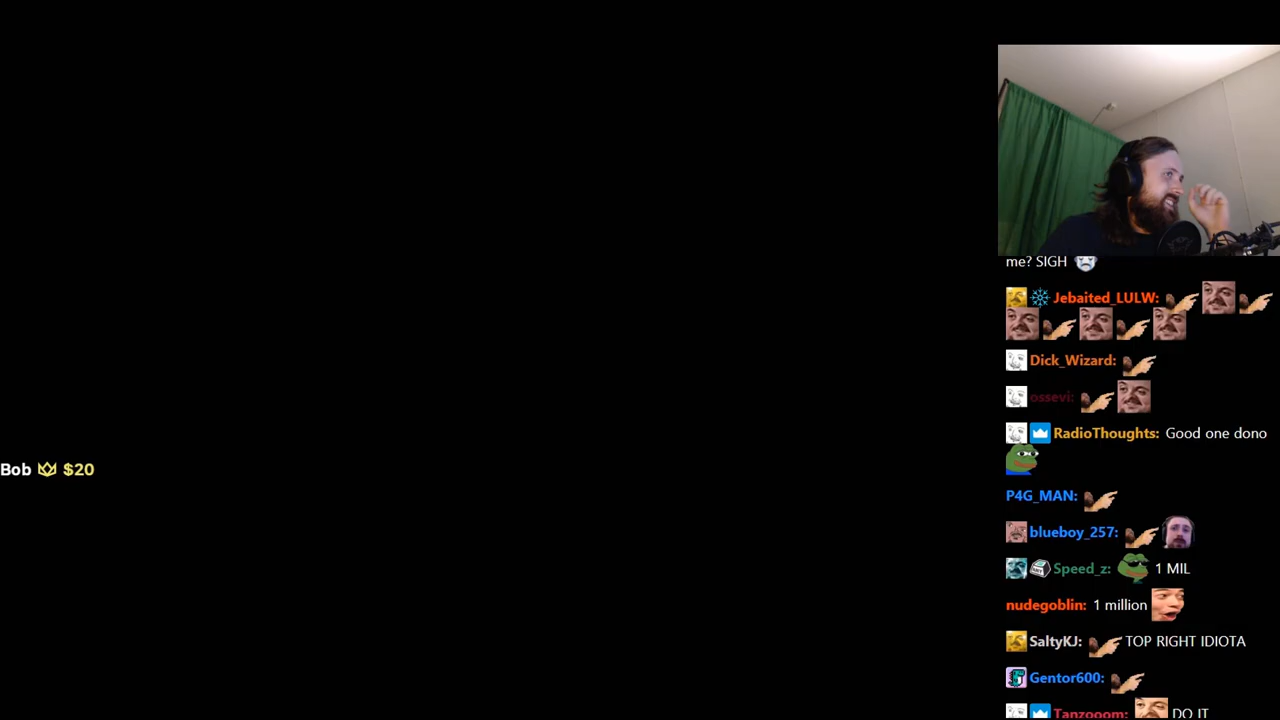 me? SIGH
Jebaited_LULW:
Dick_Wizard:
ossevi:
RadioThoughts: Good one dono
Bob $20
P4G_MAN:
blueboy_257:
Speed_z: 1 MIL
nudegoblin: 1 million
SaltyKJ: TOP RIGHT IDIOTA
Gentor600:
Tanzooom: DO IT